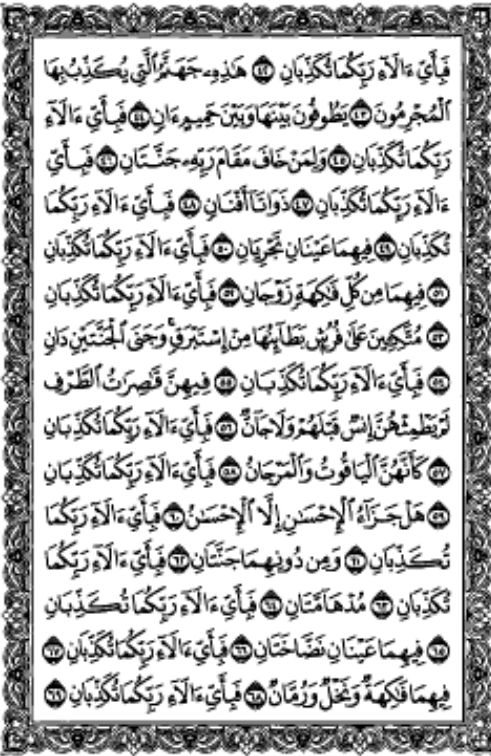 فَبِأَيِّ ءَالَآءِ رَبِّكُمَا تُكَذِّبَانِ ٤٢ هَٰذِهِۦ جَهَنَّمُ ٱلَّتِي يُكَذِّبُ بِهَا
ٱلْمُجْرِمُونَ ٤٣ يَطُوفُونَ بَيْنَهَا وَبَيْنَ حَمِيمٍ ءَانٍ ٤٤ فَبِأَيِّ ءَالَآءِ
رَبِّكُمَا تُكَذِّبَانِ ٤٥ وَلِمَنْ خَافَ مَقَامَ رَبِّهِۦ جَنَّتَانِ ٤٦ فَبِأَيِّ
ءَالَآءِ رَبِّكُمَا تُكَذِّبَانِ ٤٧ ذَوَاتَآ أَفْنَانٍ ٤٨ فَبِأَيِّ ءَالَآءِ رَبِّكُمَا
تُكَذِّبَانِ ٤٩ فِيهِمَا عَيْنَانِ تَجْرِيَانِ ٥٠ فَبِأَيِّ ءَالَآءِ رَبِّكُمَا تُكَذِّبَانِ
٥١ فِيهِمَا مِن كُلِّ فَٰكِهَةٍ زَوْجَانِ ٥٢ فَبِأَيِّ ءَالَآءِ رَبِّكُمَا تُكَذِّبَانِ
٥٣ مُتَّكِـِٔينَ عَلَىٰ فُرُشٍۭ بَطَآئِنُهَا مِنْ إِسْتَبْرَقٍ ۚ وَجَنَى ٱلْجَنَّتَيْنِ دَانٍ
٥٤ فَبِأَيِّ ءَالَآءِ رَبِّكُمَا تُكَذِّبَانِ ٥٥ فِيهِنَّ قَٰصِرَٰتُ ٱلطَّرْفِ
لَمْ يَطْمِثْهُنَّ إِنسٌ قَبْلَهُمْ وَلَا جَآنٌّ ٥٦ فَبِأَيِّ ءَالَآءِ رَبِّكُمَا تُكَذِّبَانِ
٥٧ كَأَنَّهُنَّ ٱلْيَاقُوتُ وَٱلْمَرْجَانُ ٥٨ فَبِأَيِّ ءَالَآءِ رَبِّكُمَا تُكَذِّبَانِ
٥٩ هَلْ جَزَآءُ ٱلْإِحْسَٰنِ إِلَّا ٱلْإِحْسَٰنُ ٦٠ فَبِأَيِّ ءَالَآءِ رَبِّكُمَا
تُكَذِّبَانِ ٦١ وَمِن دُونِهِمَا جَنَّتَانِ ٦٢ فَبِأَيِّ ءَالَآءِ رَبِّكُمَا
تُكَذِّبَانِ ٦٣ مُدْهَآمَّتَانِ ٦٤ فَبِأَيِّ ءَالَآءِ رَبِّكُمَا تُكَذِّبَانِ
٦٥ فِيهِمَا عَيْنَانِ نَضَّاخَتَانِ ٦٦ فَبِأَيِّ ءَالَآءِ رَبِّكُمَا تُكَذِّبَانِ ٦٧
فِيهِمَا فَٰكِهَةٌ وَنَخْلٌ وَرُمَّانٌ ٦٨ فَبِأَيِّ ءَالَآءِ رَبِّكُمَا تُكَذِّبَانِ ٦٩